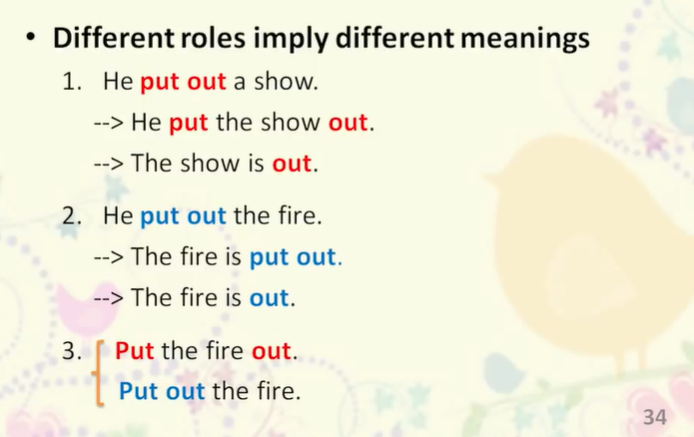 • Different roles imply different meanings
1. He put out a show.
--> He put the show out.
--> The show is out.
2. He put out the fire.
--> The fire is put out.
--> The fire is out.
3. Put the fire out.
Put out the fire.
34